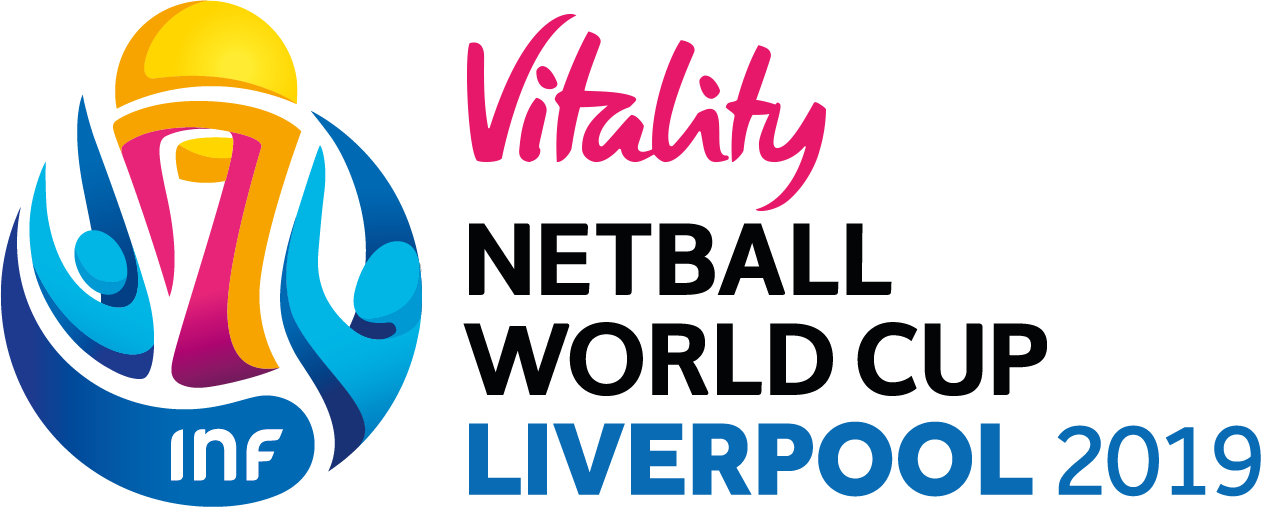 Vitality
NETBALL
WORLD CUP
LIVERPOOL 2019
INF